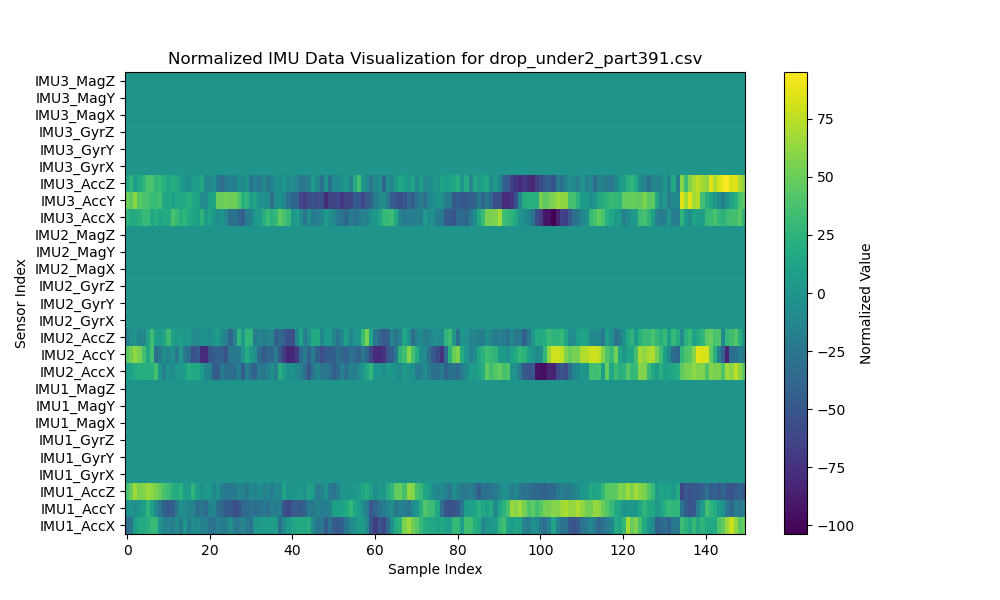 Normalized IMU Data Visualization for drop_under2_part391.csv
IMU3_MagZ
IMU3_MagY
IMU3_MagX
IMU3_GyrZ
IMU3_GyrY
IMU3_GyrX
IMU3_AccZ
IMU3_AccY
IMU3_AccX
IMU2_MagZ
IMU2_MagY
IMU2_MagX
IMU2_GyrZ
IMU2_GyrY
IMU2_GyrX
IMU2_AccZ
IMU2_AccY
IMU2_AccX
IMU1_MagZ
IMU1_MagY
IMU1_MagX
IMU1_GyrZ
IMU1_GyrY
IMU1_GyrX
IMU1_AccZ
IMU1_AccY
IMU1_AccX
Sensor Index
0 20 40 60 80 100 120 140
Sample Index
75
50
25
0
−25
−50
−75
−100
Normalized Value